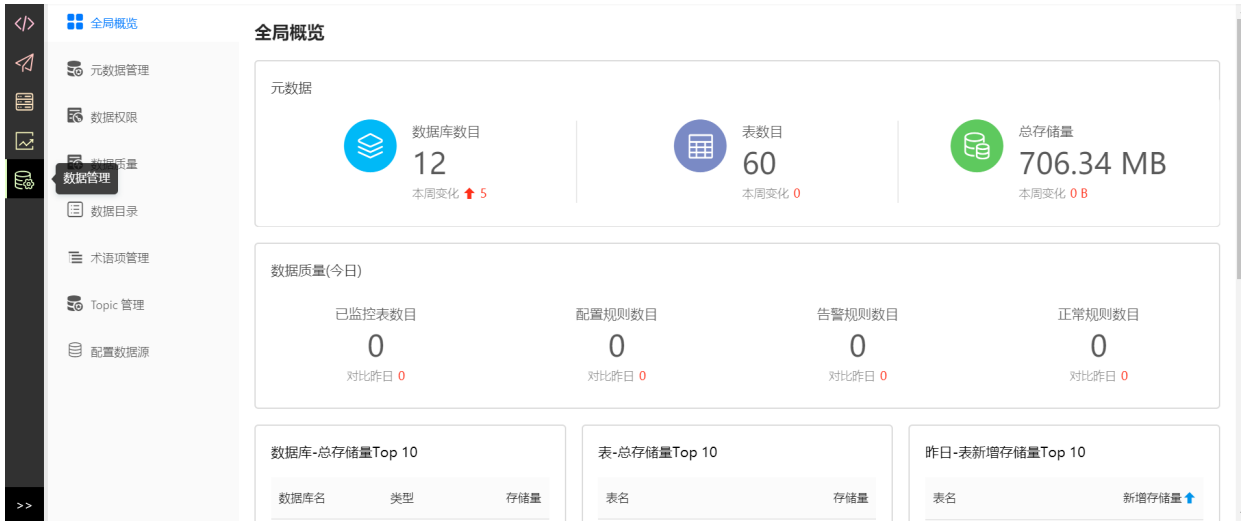 全局概览
元数据管理
数据权限
数据质量
数据管理
数据目录
术语项管理
Topic 管理
配置数据源
>>
全局概览
元数据
数据库数目
12
本周变化 5
表数目
60
本周变化 0
总存储量
706.34 MB
本周变化 0 B
数据质量(今日)
已监控表数目
0
对比昨日 0
配置规则数目
0
对比昨日 0
告警规则数目
0
对比昨日 0
正常规则数目
0
对比昨日 0
数据库-总存储量Top 10
数据库名 类型 存储量
表-总存储量Top 10
表名 存储量
昨日-表新增存储量Top 10
表名 新增存储量